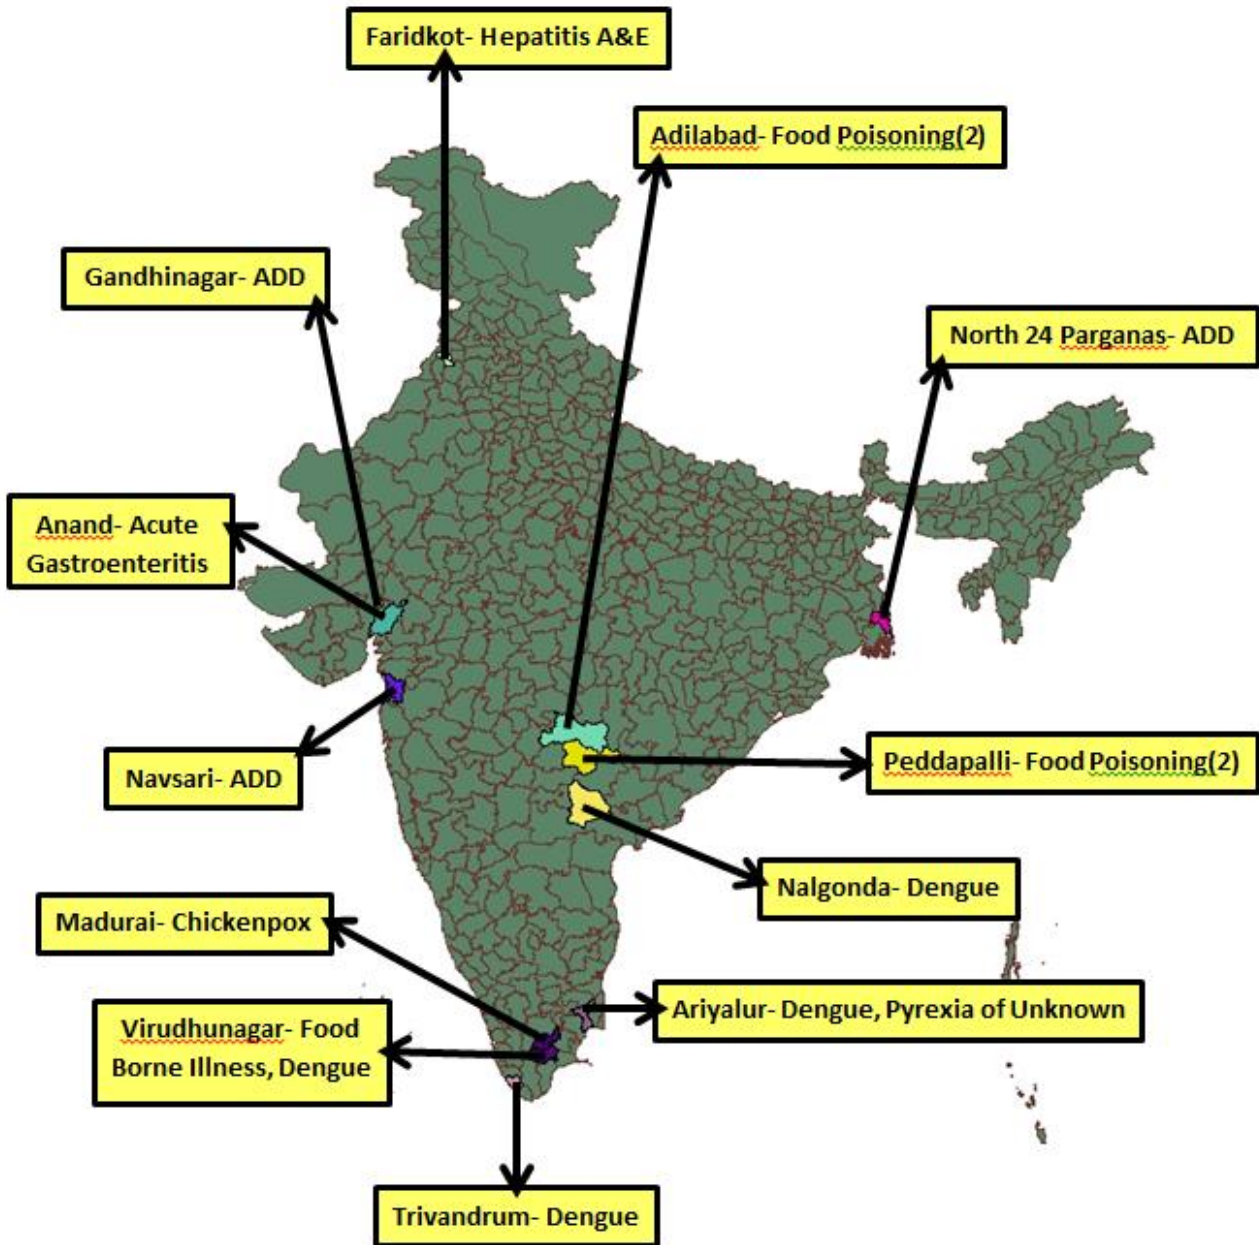 Faridkot- Hepatitis A&E
Adilabad- Food Poisoning(2)
Gandhinagar- ADD
North 24 Parganas- ADD
Anand- Acute
Gastroenteritis
Navsari- ADD
Peddapalli- Food Poisoning(2)
Nalgonda- Dengue
Madurai- Chickenpox
Ariyalur- Dengue, Pyrexia of Unknown
Virudhunagar- Food
Borne Illness, Dengue
Trivandrum- Dengue